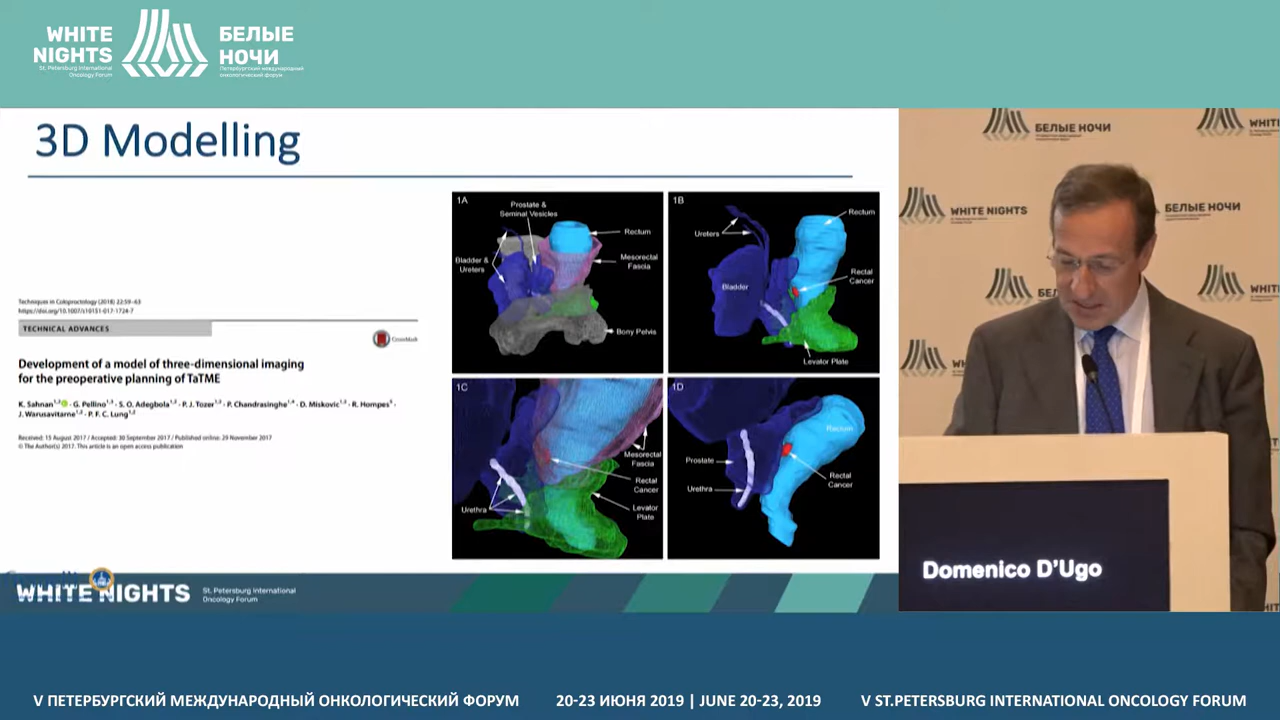 WHITE
NIGHTS
St. Petersburg International
Oncology Forum
БЕЛЫЕ
НОЧИ
Петербургский международный
онкологический форум
3D Modelling
Techniques in Coloproctology (2018) 22:59–63
https://doi.org/10.1007/s10151-017-1724-7
TECHNICAL ADVANCES
CrossMark
Development of a model of three-dimensional imaging
for the preoperative planning of TaTME
K. Sahnan · G. Pellino · S. O. Adegbola · P. J. Tozer · P. Chandrasinghe · D. Miskovic · R. Hompes ·
J. Warusavitarne · P. F. C. Lung
Received: 15 August 2017 / Accepted: 30 September 2017 / Published online: 29 November 2017
© The Author(s) 2017. This article is an open access publication
1A
Prostate &
Seminal Vesicles
Rectum
Bladder &
Ureters
Mesorectal
Fascia
Bony Pelvis
1B
Rectum
Ureters
Bladder
Rectal
Cancer
Levator Plate
1C
Mesorectal
Fascia
Rectal
Cancer
Urethra
Levator
Plate
1D
Rectum
Prostate
Urethra
Rectal
Cancer
WHITE NIGHTS
St. Petersburg International
Oncology Forum
БЕЛЫЕ НОЧИ
WHITE NIGHTS
БЕЛЫЕ НОЧИ
Domenico D'Ugo
V ПЕТЕРБУРГСКИЙ МЕЖДУНАРОДНЫЙ ОНКОЛОГИЧЕСКИЙ ФОРУМ
20-23 ИЮНЯ 2019 | JUNE 20-23, 2019
V ST.PETERSBURG INTERNATIONAL ONCOLOGY FORUM